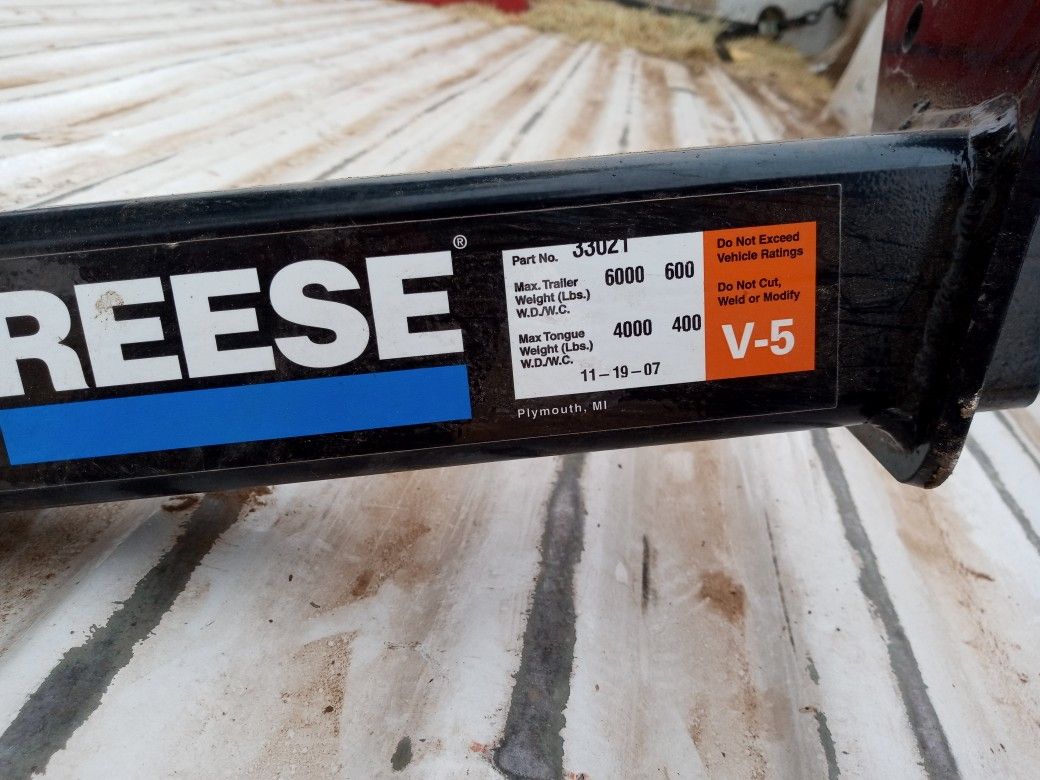 REESE®
Part No. 33021
Max. Trailer 6000 600
Weight (Lbs.)
W.D./W.C.
Max Tongue 4000 400
Weight (Lbs.)
W.D./W.C.
11-19-07
Plymouth, MI
Do Not Exceed
Vehicle Ratings
Do Not Cut,
Weld or Modify
V-5